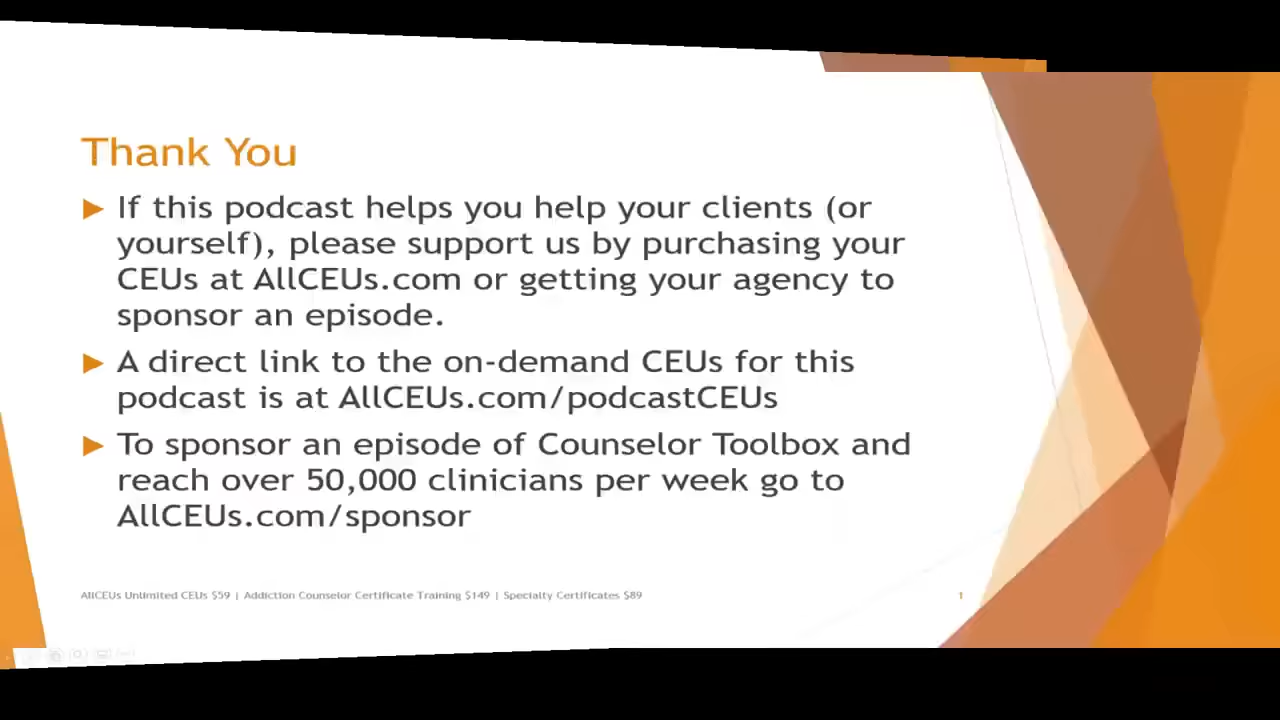 Thank You
If this podcast helps you help your clients (or
yourself), please support us by purchasing your
CEUs at AllCEUs.com or getting your agency to
sponsor an episode.
A direct link to the on-demand CEUs for this
podcast is at AllCEUs.com/podcastCEUs
To sponsor an episode of Counselor Toolbox and
reach over 50,000 clinicians per week go to
AllCEUs.com/sponsor
AllCEUs Unlimited CEUs $59 | Addiction Counselor Certificate Training $149 | Specialty Certificates $89
1